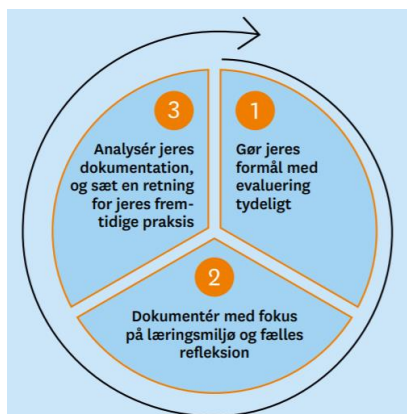 1
Gør jeres
formål med
evaluering
tydeligt
2
Dokumentér med fokus
på læringsmiljø og fælles
refleksion
3
Analysér jeres
dokumentation,
og sæt en retning
for jeres frem-
tidige praksis